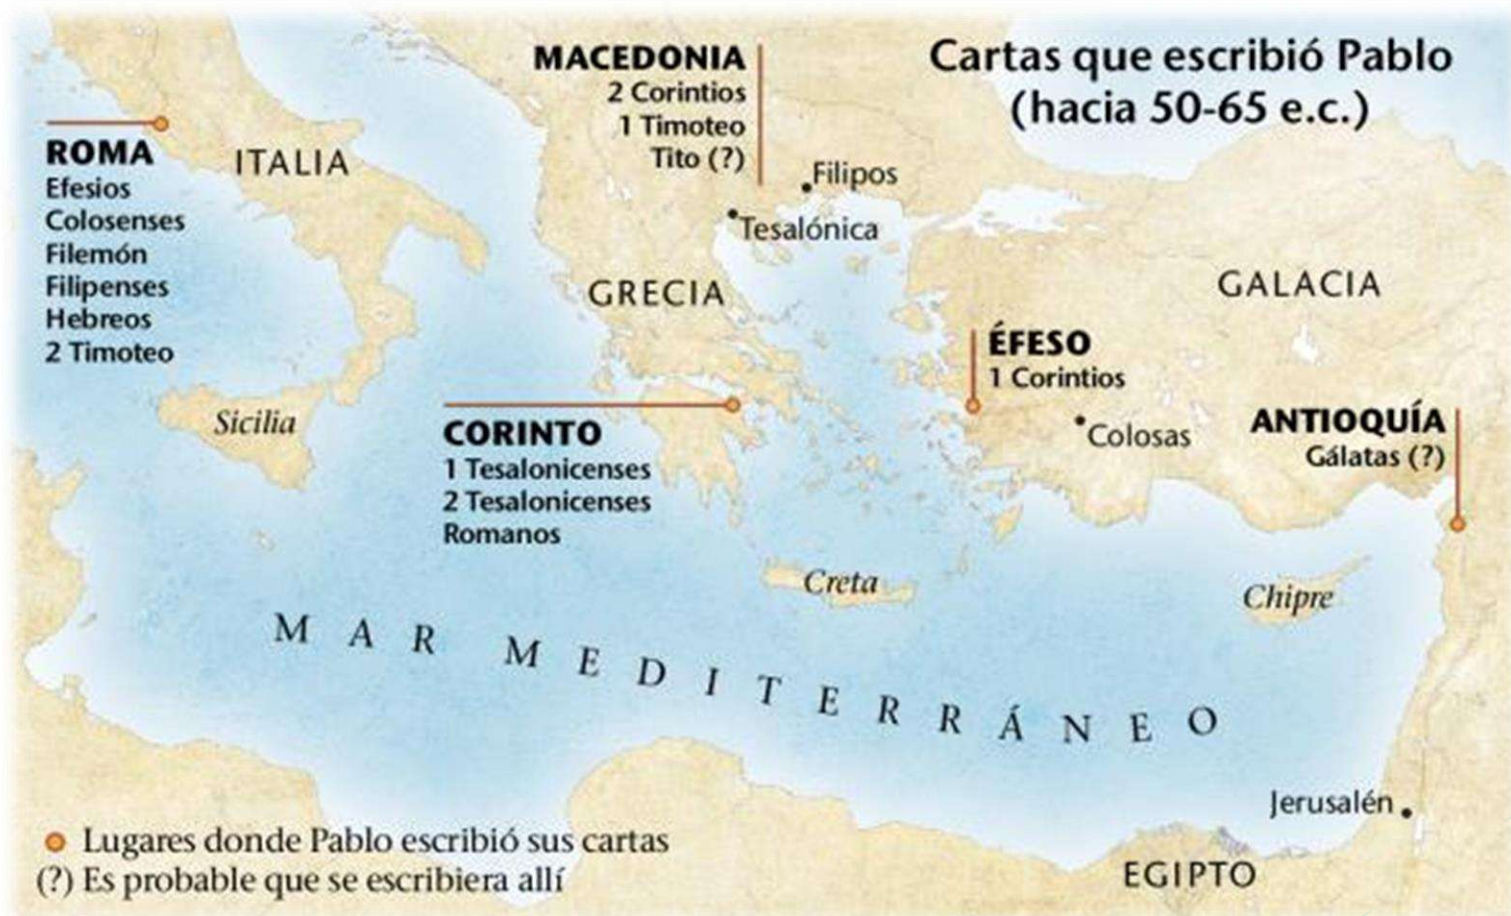 Cartas que escribió Pablo
(hacia 50-65 e.c.)
MACEDONIA
2 Corintios
1 Timoteo
Tito (?)
Filipos
Tesalónica
ROMA
Efesios
Colosenses
Filemón
Filipenses
Hebreos
2 Timoteo
ITALIA
GRECIA
GALACIA
ÉFESO
1 Corintios
Colosas
ANTIOQUÍA
Gálatas (?)
Sicilia
CORINTO
1 Tesalonicenses
2 Tesalonicenses
Romanos
Creta
Chipre
MAR MEDITERRÁNEO
Jerusalén
EGIPTO
Lugares donde Pablo escribió sus cartas
(?) Es probable que se escribiera allí